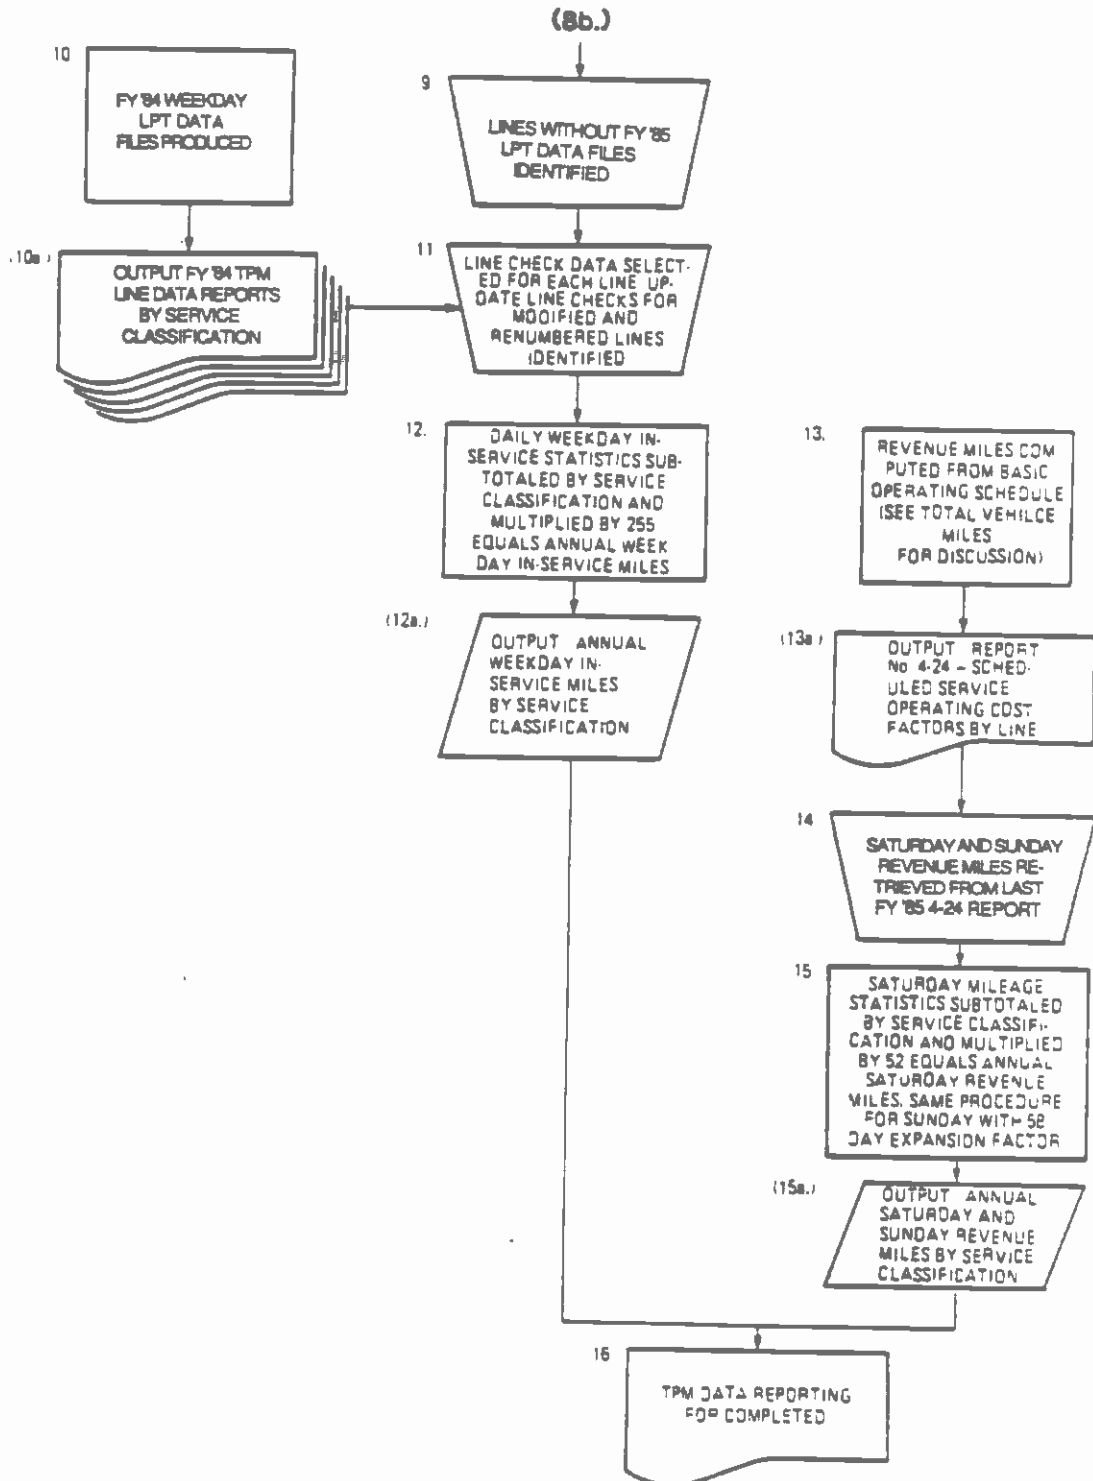 (8b.)
10
FY '84 WEEKDAY
LPT DATA
FILES PRODUCED
9
LINES WITHOUT FY '85
LPT DATA FILES
IDENTIFIED
(10a)
OUTPUT FY '84 TPM
LINE DATA REPORTS
BY SERVICE
CLASSIFICATION
11
LINE CHECK DATA SELECT-
ED FOR EACH LINE UP-
DATE LINE CHECKS FOR
MODIFIED AND
RENUMBERED LINES
IDENTIFIED
12.
DAILY WEEKDAY IN-
SERVICE STATISTICS SUB-
TOTALED BY SERVICE
CLASSIFICATION AND
MULTIPLIED BY 255
EQUALS ANNUAL WEEK
DAY IN-SERVICE MILES
13.
REVENUE MILES COM
PUTED FROM BASIC
OPERATING SCHEDULE
(SEE TOTAL VEHILCE
MILES
FOR DISCUSSION)
(12a.)
OUTPUT ANNUAL
WEEKDAY IN-
SERVICE MILES
BY SERVICE
CLASSIFICATION
(13a)
OUTPUT REPORT
No 4-24 – SCHED-
ULED SERVICE
OPERATING COST
FACTORS BY LINE
14
SATURDAY AND SUNDAY
REVENUE MILES RE-
TRIEVED FROM LAST
FY '85 4-24 REPORT
15
SATURDAY MILEAGE
STATISTICS SUBTOTALED
BY SERVICE CLASSIFI-
CATION AND MULTIPLIED
BY 52 EQUALS ANNUAL
SATURDAY REVENUE
MILES. SAME PROCEDURE
FOR SUNDAY WITH 58
DAY EXPANSION FACTOR
(15a.)
OUTPUT ANNUAL
SATURDAY AND
SUNDAY REVENUE
MILES BY SERVICE
CLASSIFICATION
16
TPM DATA REPORTING
FOR COMPLETED